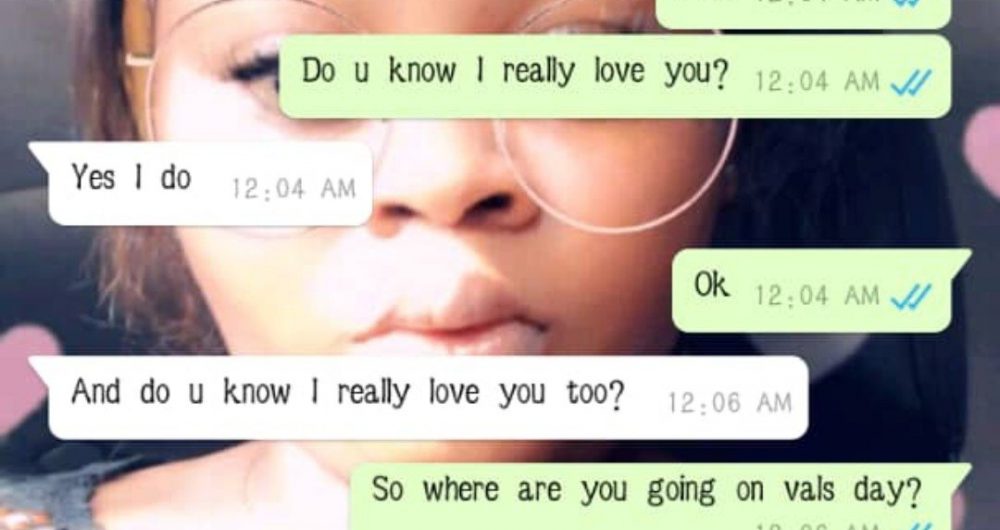 Do u know I really love you? 12:04 AM
Yes I do 12:04 AM
Ok 12:04 AM
And do u know I really love you too? 12:06 AM
So where are you going on vals day?